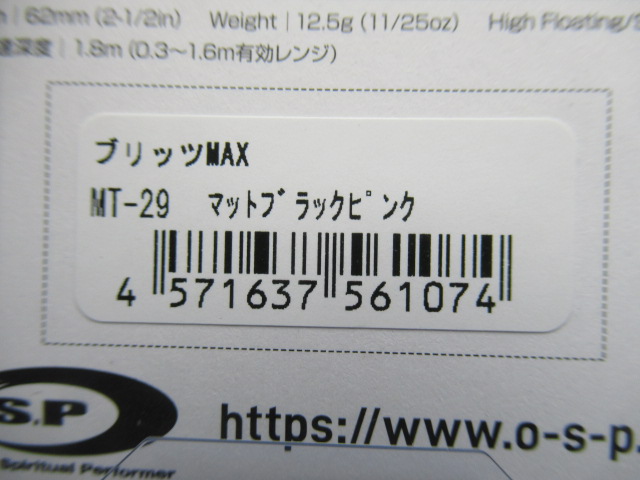 62mm (2-1/2in) Weight | 12.5g (11/25oz) High Floating/
深度 | 1.8m (0.3〜1.6m有効レンジ)
ブリッツMAX
MT-29 マットブラックピンク
4 571637 561074
S.P
Spiritual Performer
https://www.o-s-p.